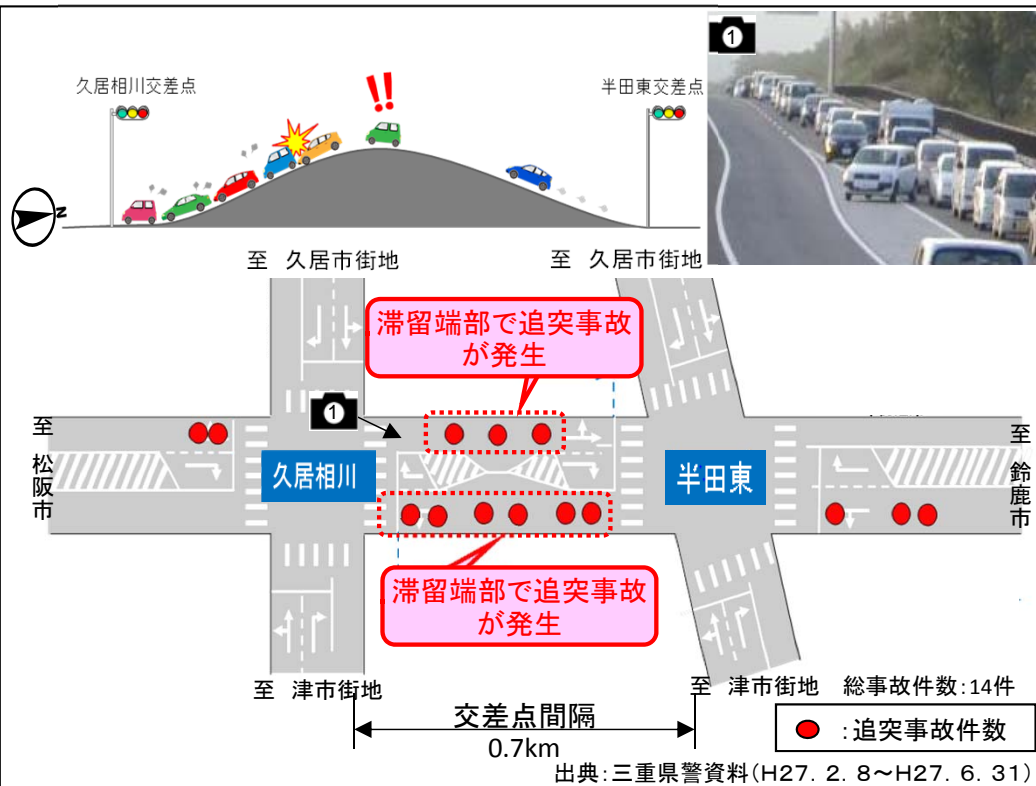 久居相川交差点
半田東交差点
!!
1
N
至 久居市街地
至 久居市街地
滞留端部で追突事故
が発生
1
至 松阪市
久居相川
半田東
至 鈴鹿市
滞留端部で追突事故
が発生
至 津市街地
至 津市街地
総事故件数:14件
交差点間隔
0.7km
:追突事故件数
出典:三重県警資料(H27.2.8~H27.6.31)